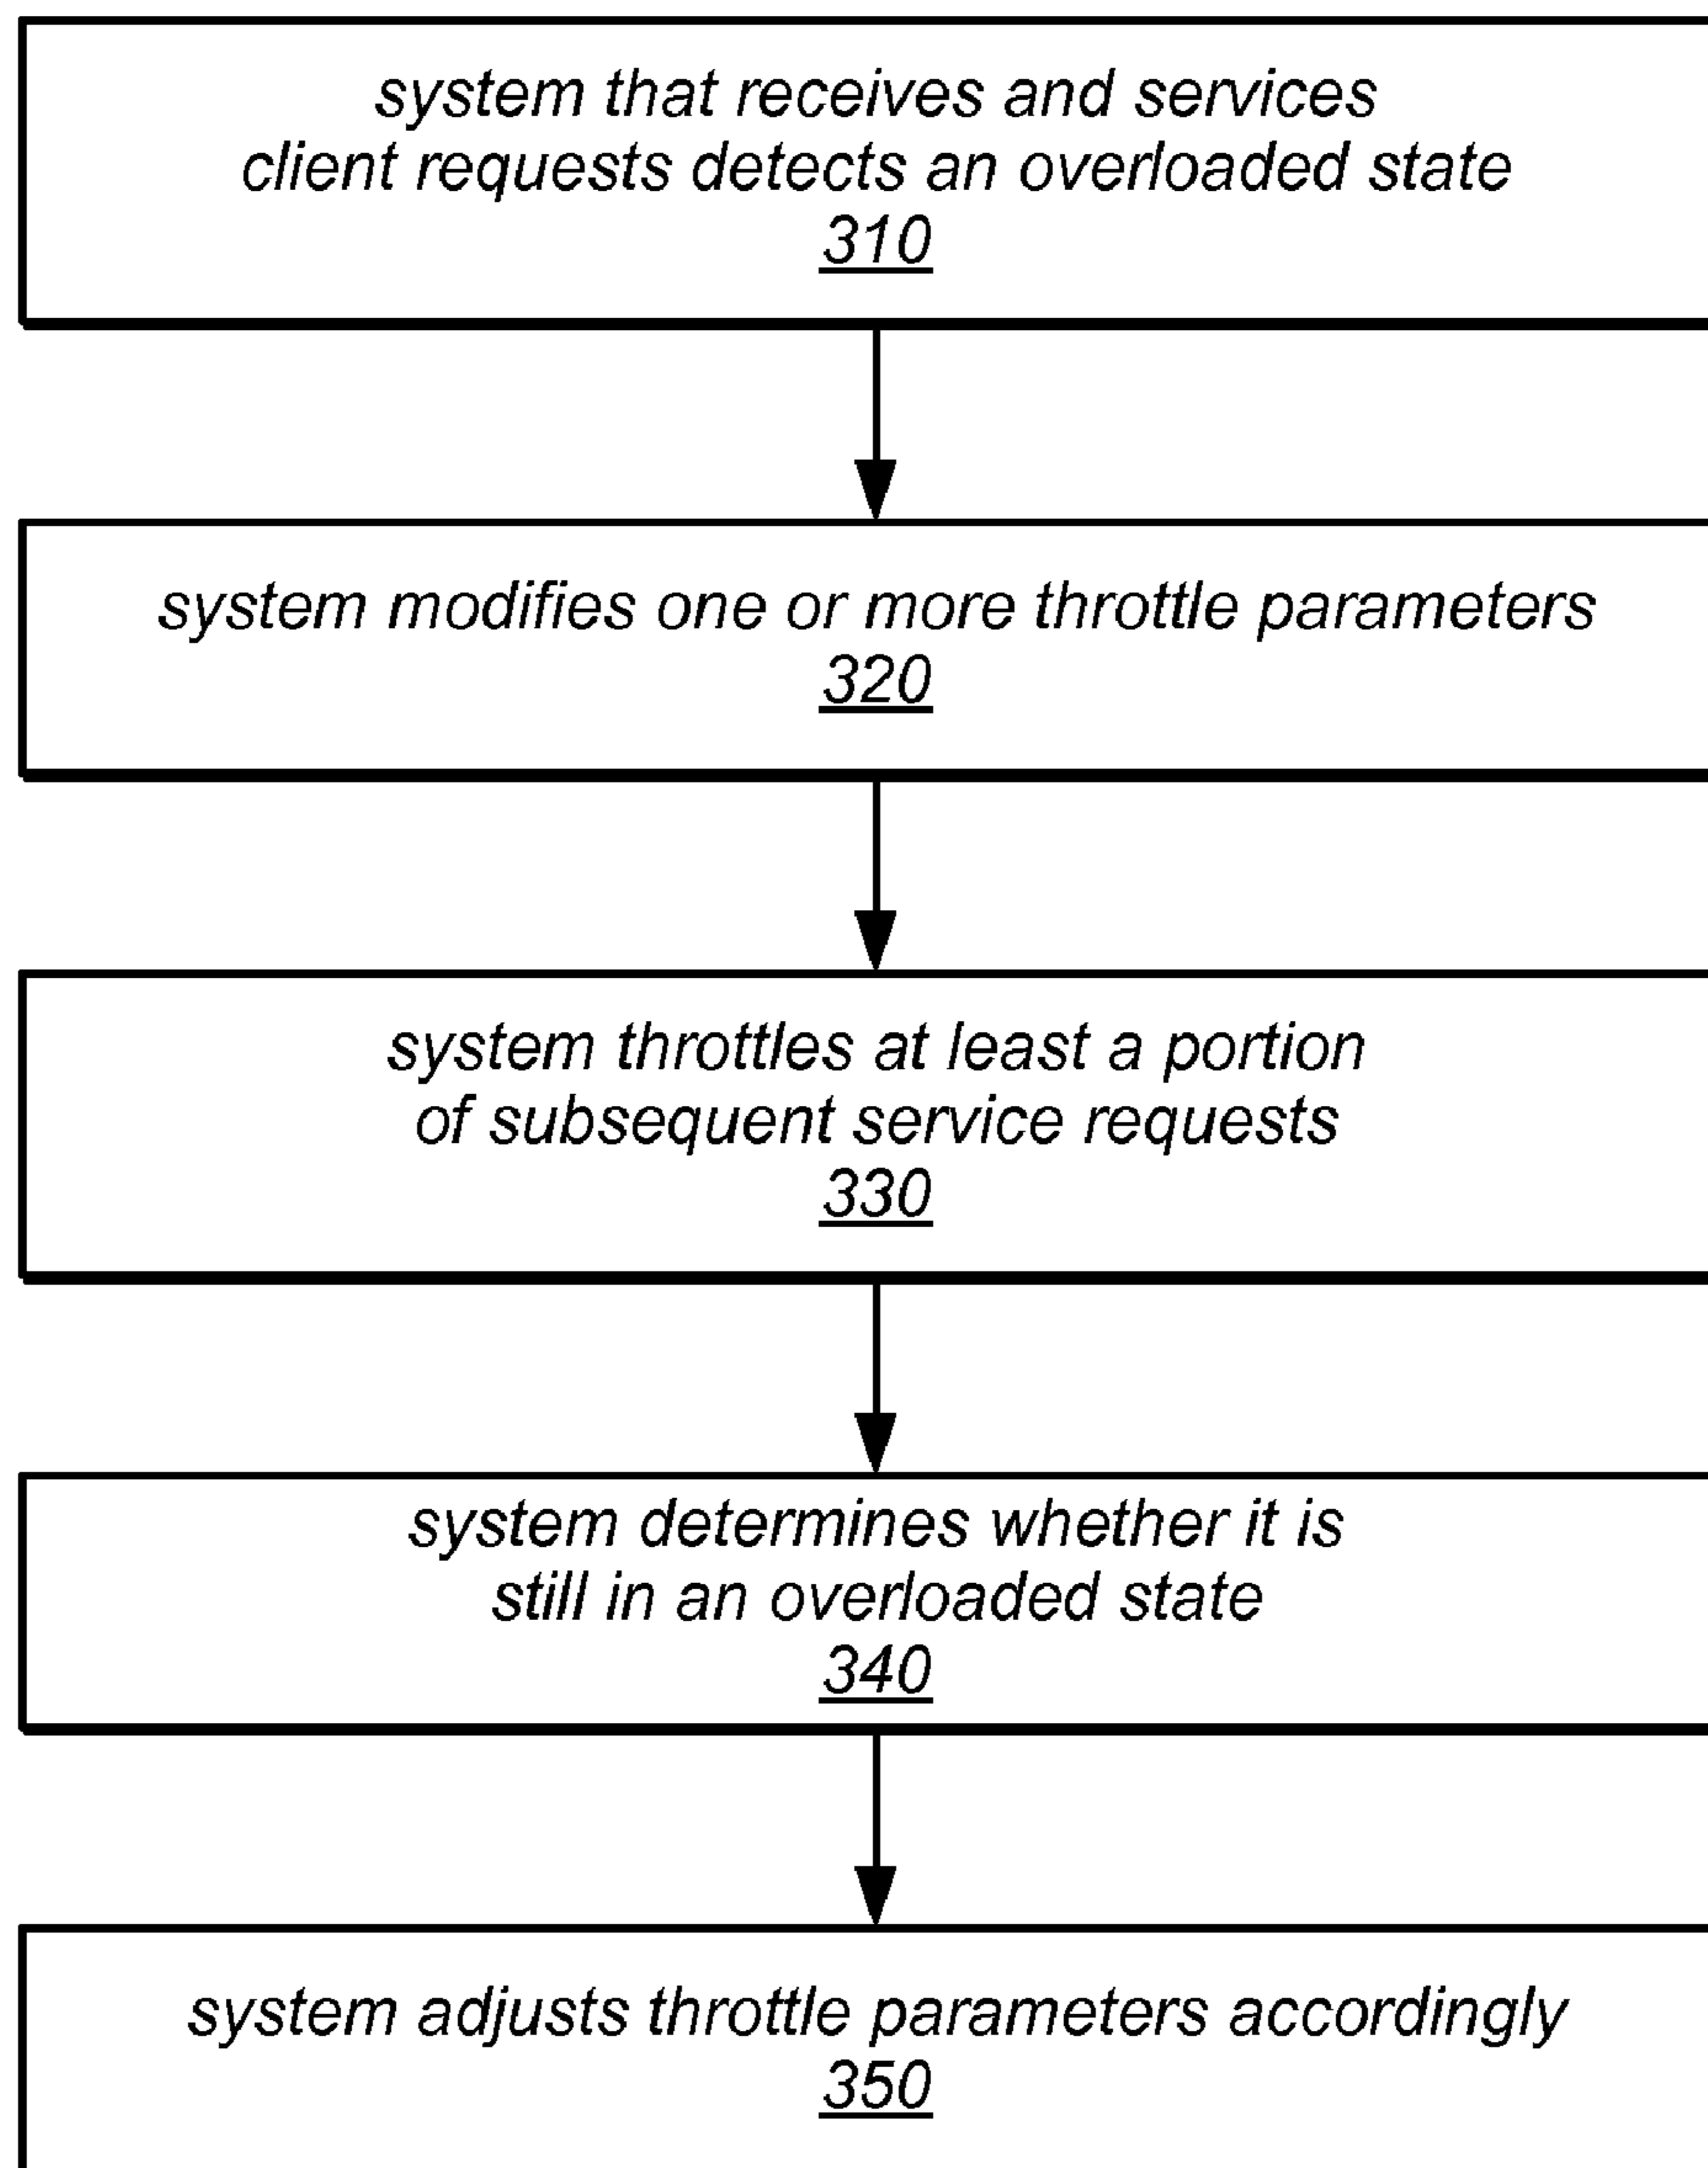 system that receives and services
client requests detects an overloaded state
310
system modifies one or more throttle parameters
320
system throttles at least a portion
of subsequent service requests
330
system determines whether it is
still in an overloaded state
340
system adjusts throttle parameters accordingly
350